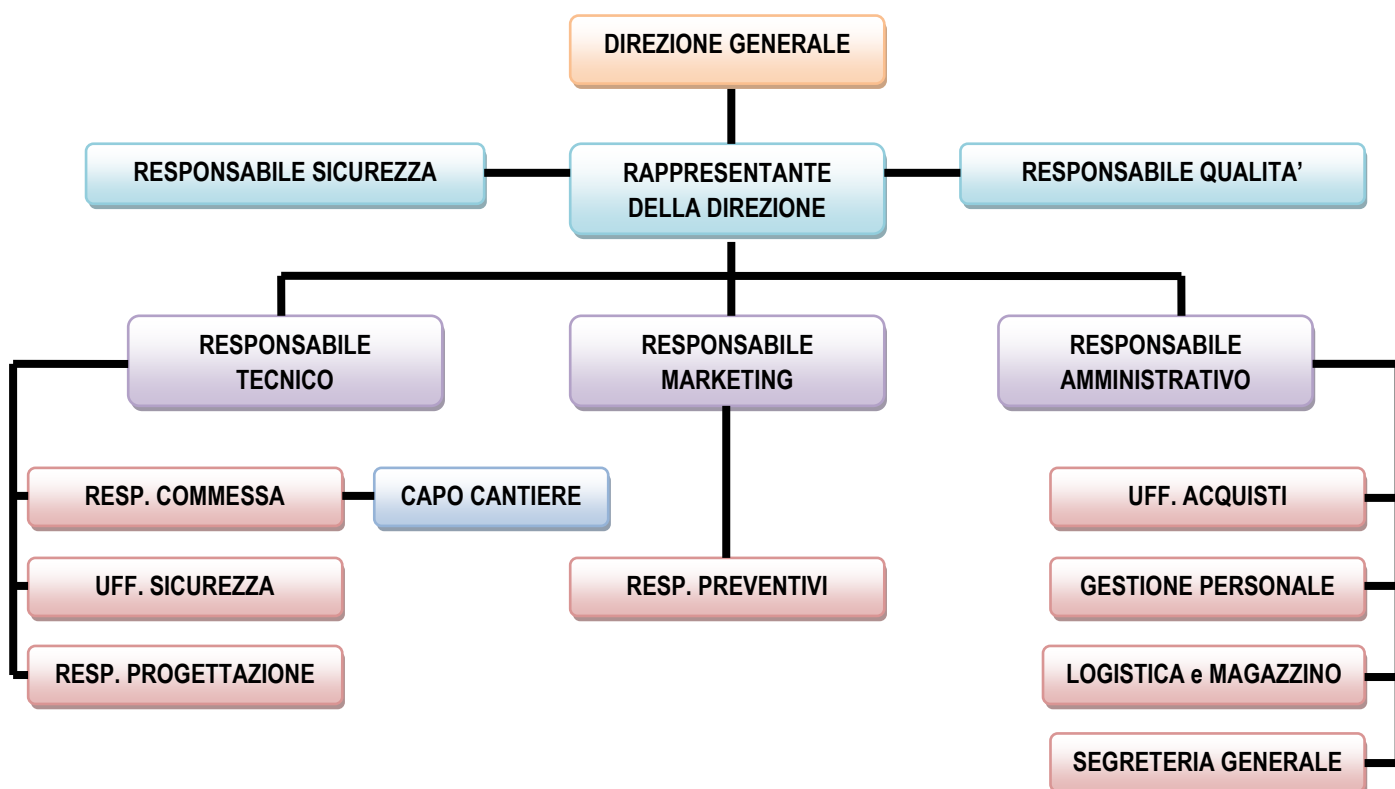 DIREZIONE GENERALE
RESPONSABILE SICUREZZA
RAPPRESENTANTE
DELLA DIREZIONE
RESPONSABILE QUALITA’
RESPONSABILE
TECNICO
RESPONSABILE
MARKETING
RESPONSABILE
AMMINISTRATIVO
RESP. COMMESSA
CAPO CANTIERE
UFF. ACQUISTI
UFF. SICUREZZA
RESP. PREVENTIVI
GESTIONE PERSONALE
RESP. PROGETTAZIONE
LOGISTICA e MAGAZZINO
SEGRETERIA GENERALE